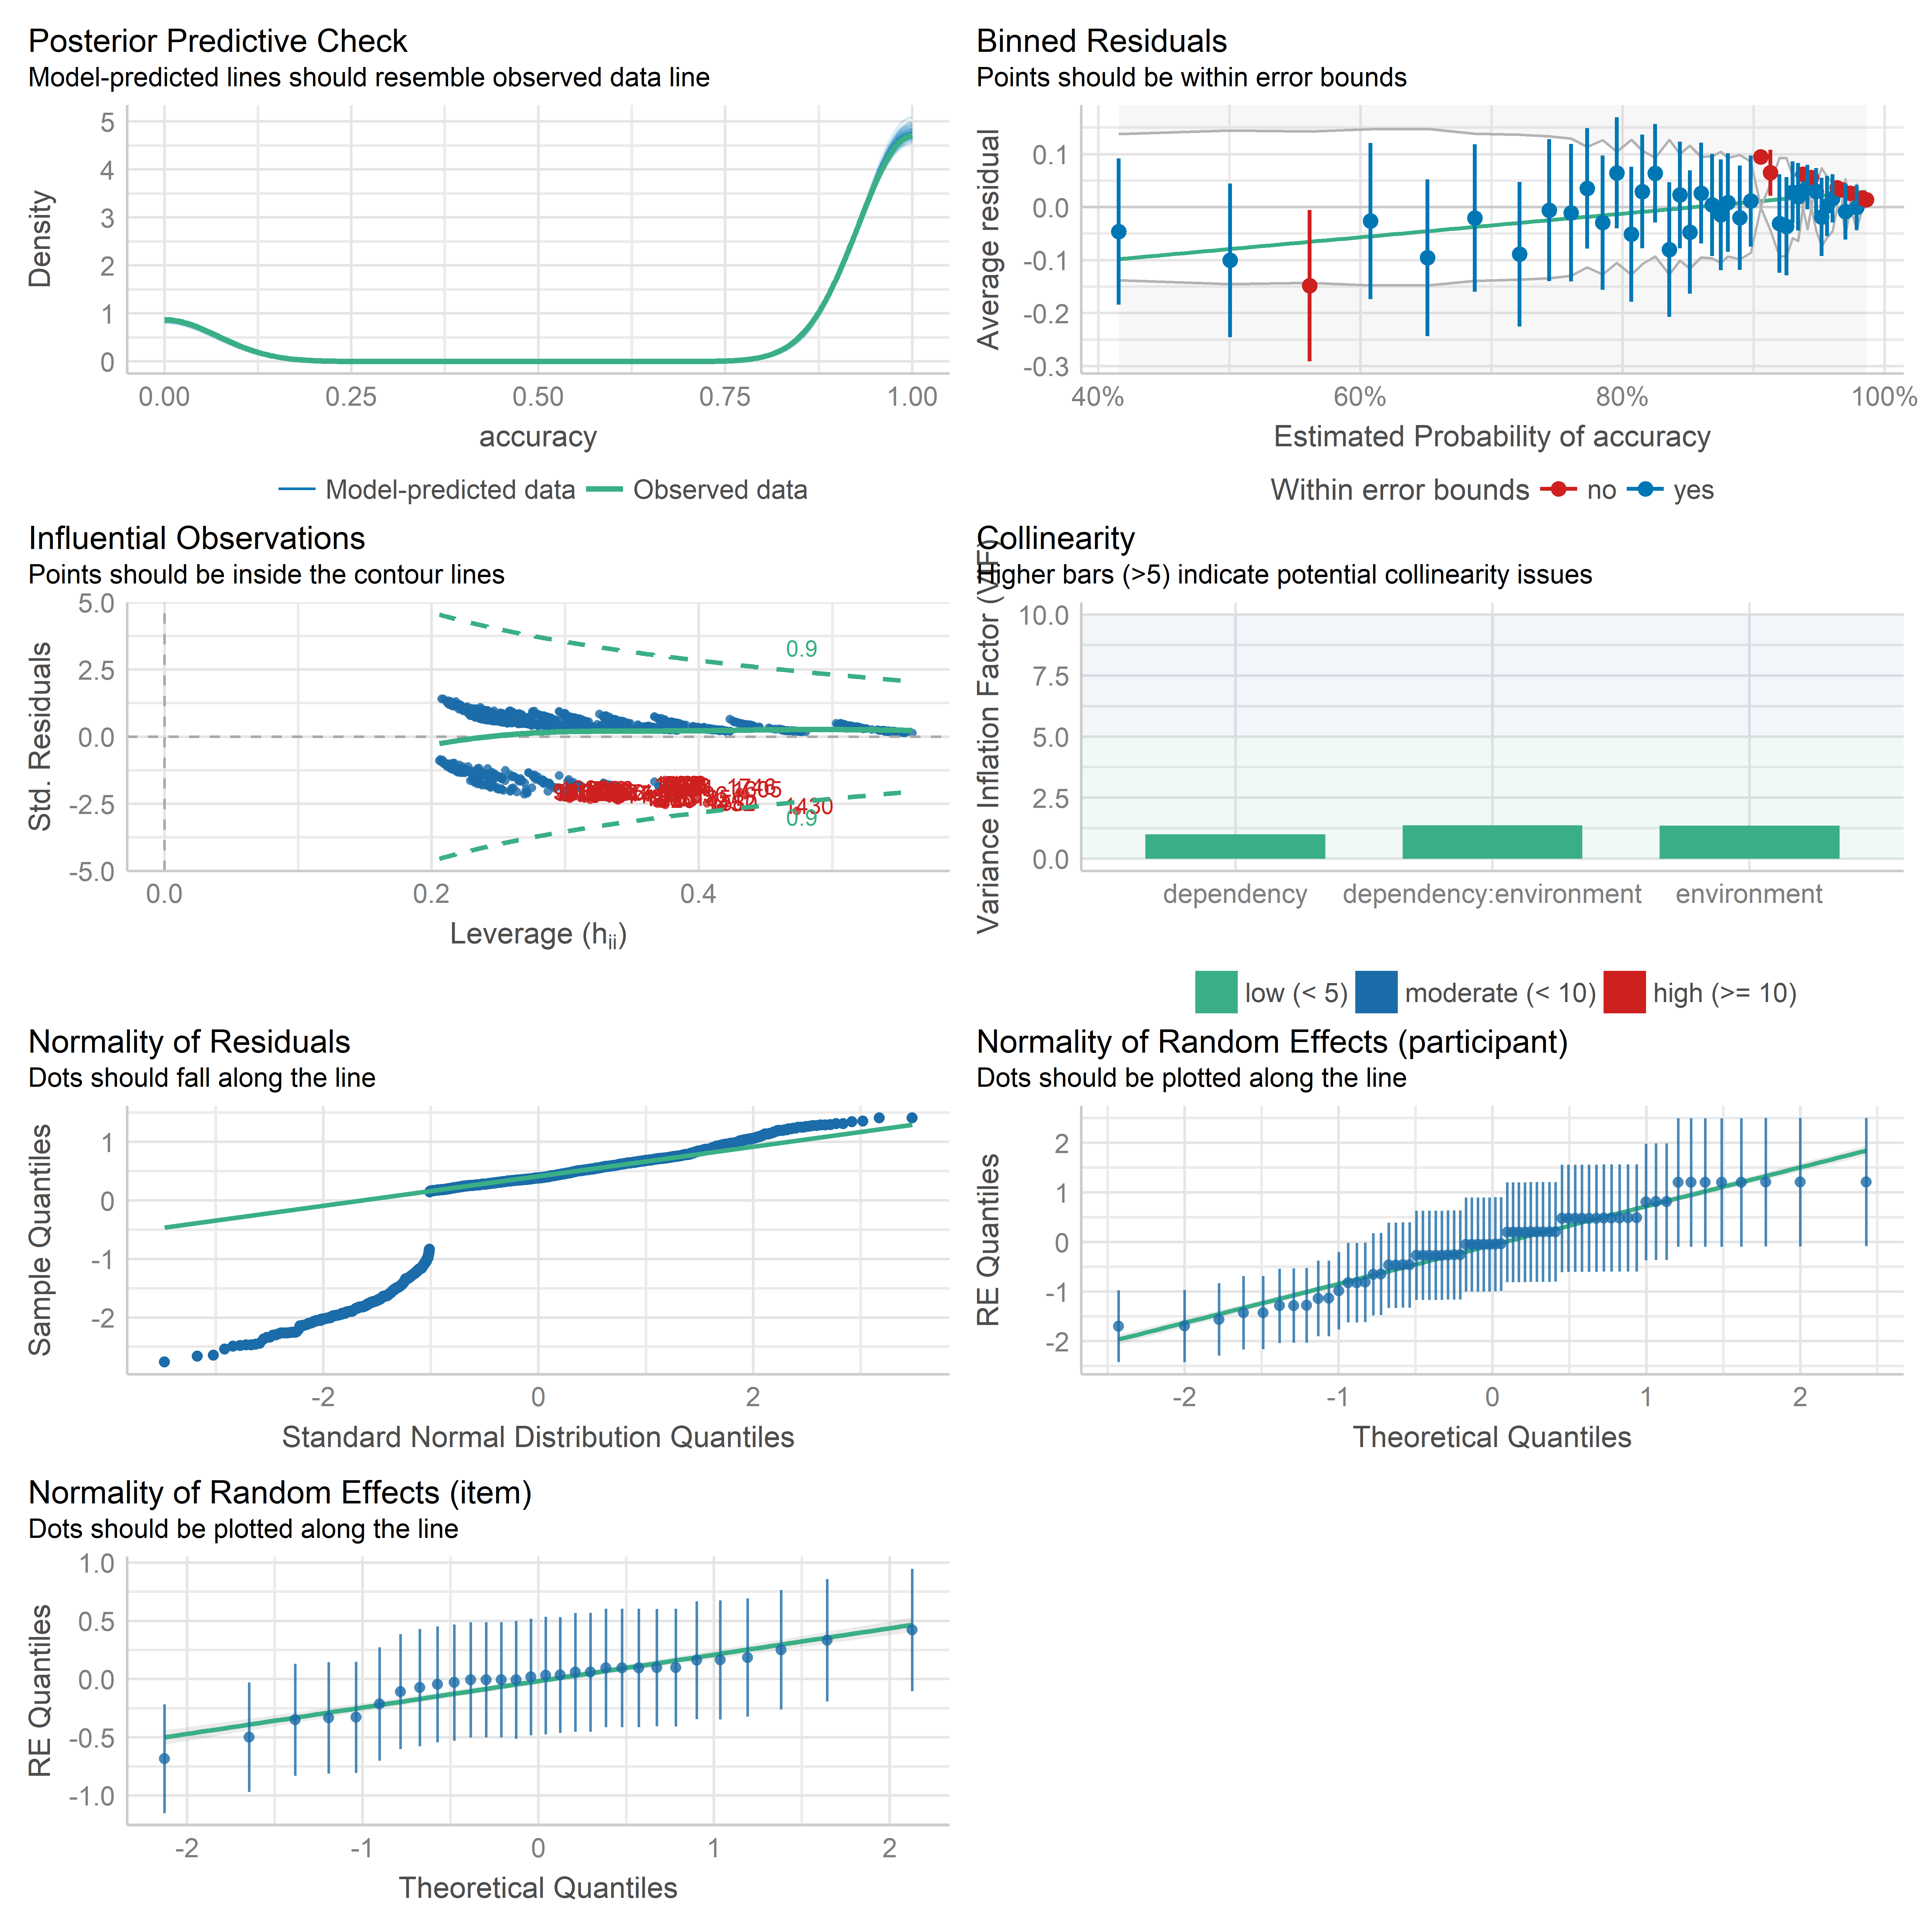 Posterior Predictive Check
Model-predicted lines should resemble observed data line
Density
5
4
3
2
1
0
0.00 0.25 0.50 0.75 1.00
accuracy
Model-predicted data Observed data
Binned Residuals
Points should be within error bounds
Average residual
0.1
0.0
-0.1
-0.2
-0.3
40% 60% 80% 100%
Estimated Probability of accuracy
Within error bounds no yes
Influential Observations
Points should be inside the contour lines
Std. Residuals
5.0
2.5
0.0
-2.5
-5.0
0.9
1746
1605
1430
0.9
0.0 0.2 0.4
Leverage (hii)
Collinearity
Higher bars (>5) indicate potential collinearity issues
Variance Inflation Factor (VIF)
10.0
7.5
5.0
2.5
0.0
dependency dependency:environment environment
low (< 5) moderate (< 10) high (>= 10)
Normality of Residuals
Dots should fall along the line
Sample Quantiles
1
0
-1
-2
-2 0 2
Standard Normal Distribution Quantiles
Normality of Random Effects (participant)
Dots should be plotted along the line
RE Quantiles
2
1
0
-1
-2
-2 -1 0 1 2
Theoretical Quantiles
Normality of Random Effects (item)
Dots should be plotted along the line
RE Quantiles
1.0
0.5
0.0
-0.5
-1.0
-2 -1 0 1 2
Theoretical Quantiles